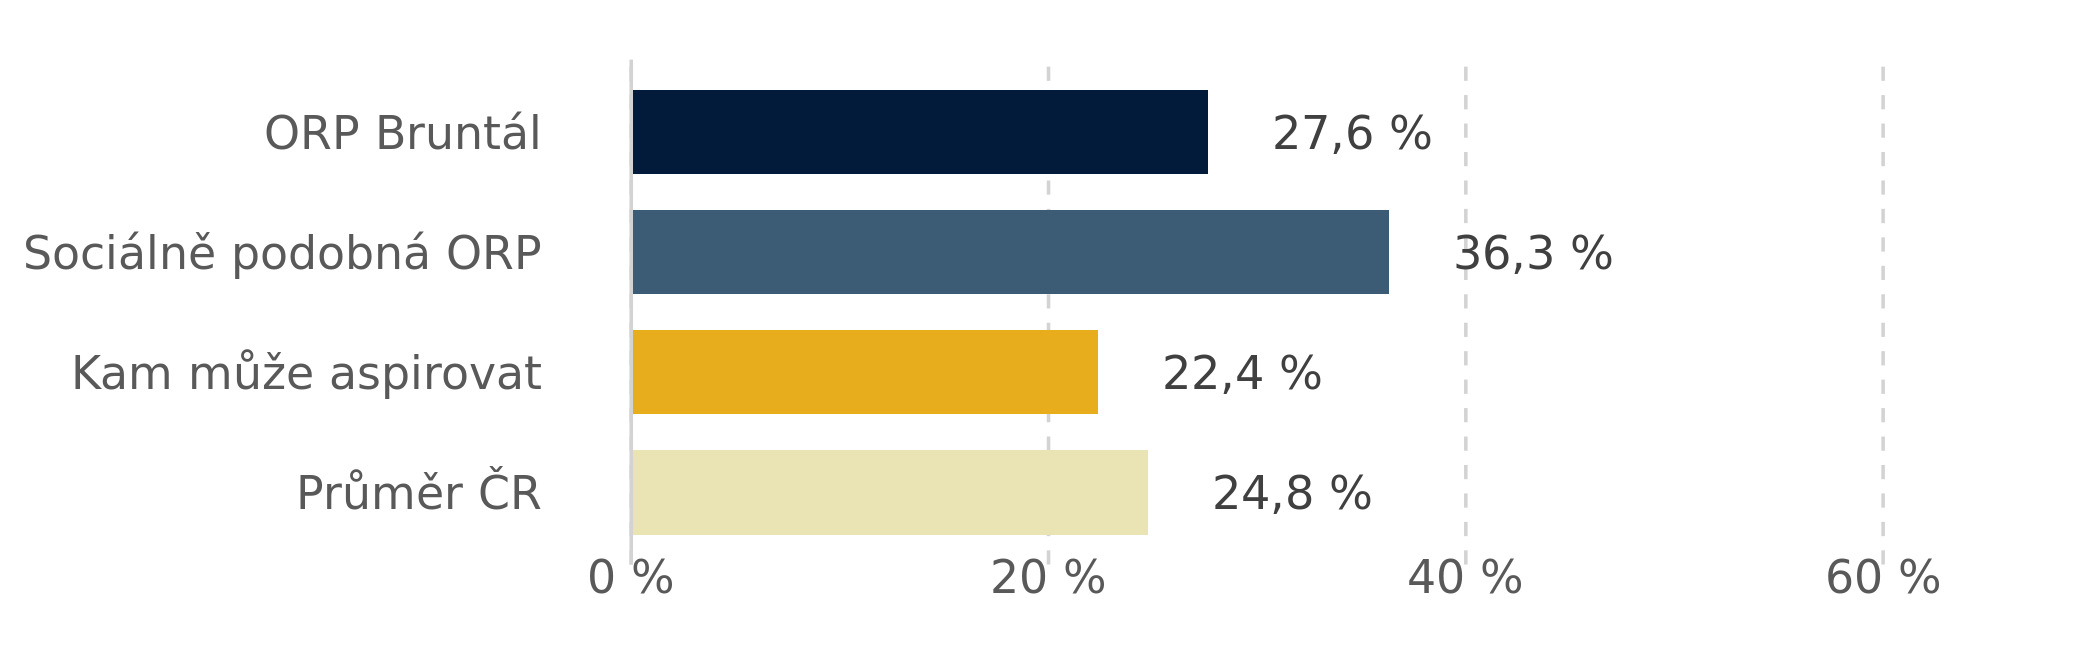 ORP Bruntál
27,6 %
Sociálně podobná ORP
36,3 %
Kam může aspirovat
22,4 %
Průměr ČR
24,8 %
0 %
20 %
40 %
60 %